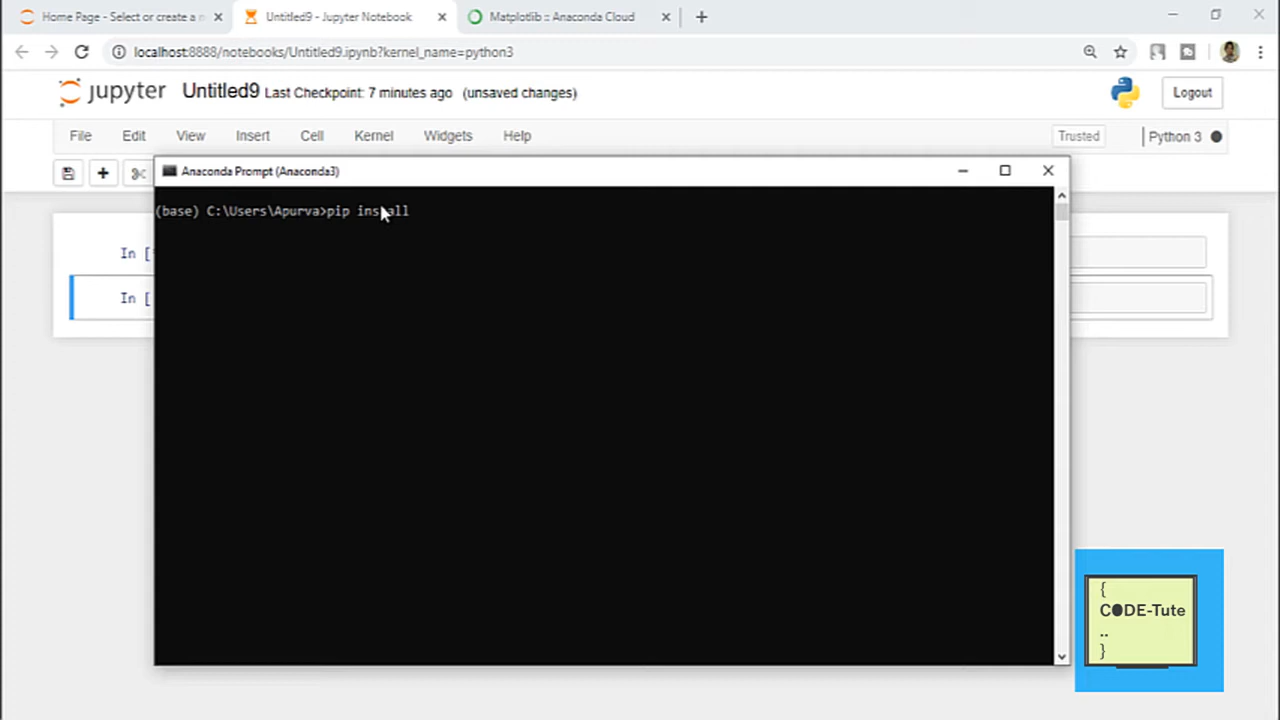 Home Page - Select or create a n
Untitled9 - Jupyter Notebook
Matplotlib :: Anaconda Cloud
localhost:8888/notebooks/Untitled9.ipynb?kernel_name=python3
jupyter Untitled9 Last Checkpoint: 7 minutes ago (unsaved changes)
Logout
File Edit View Insert Cell Kernel Widgets Help
Trusted
Python 3
Anaconda Prompt (Anaconda3)
(base) C:\Users\Apurva>pip install
In [
In [
{
CODE-Tute
..
}